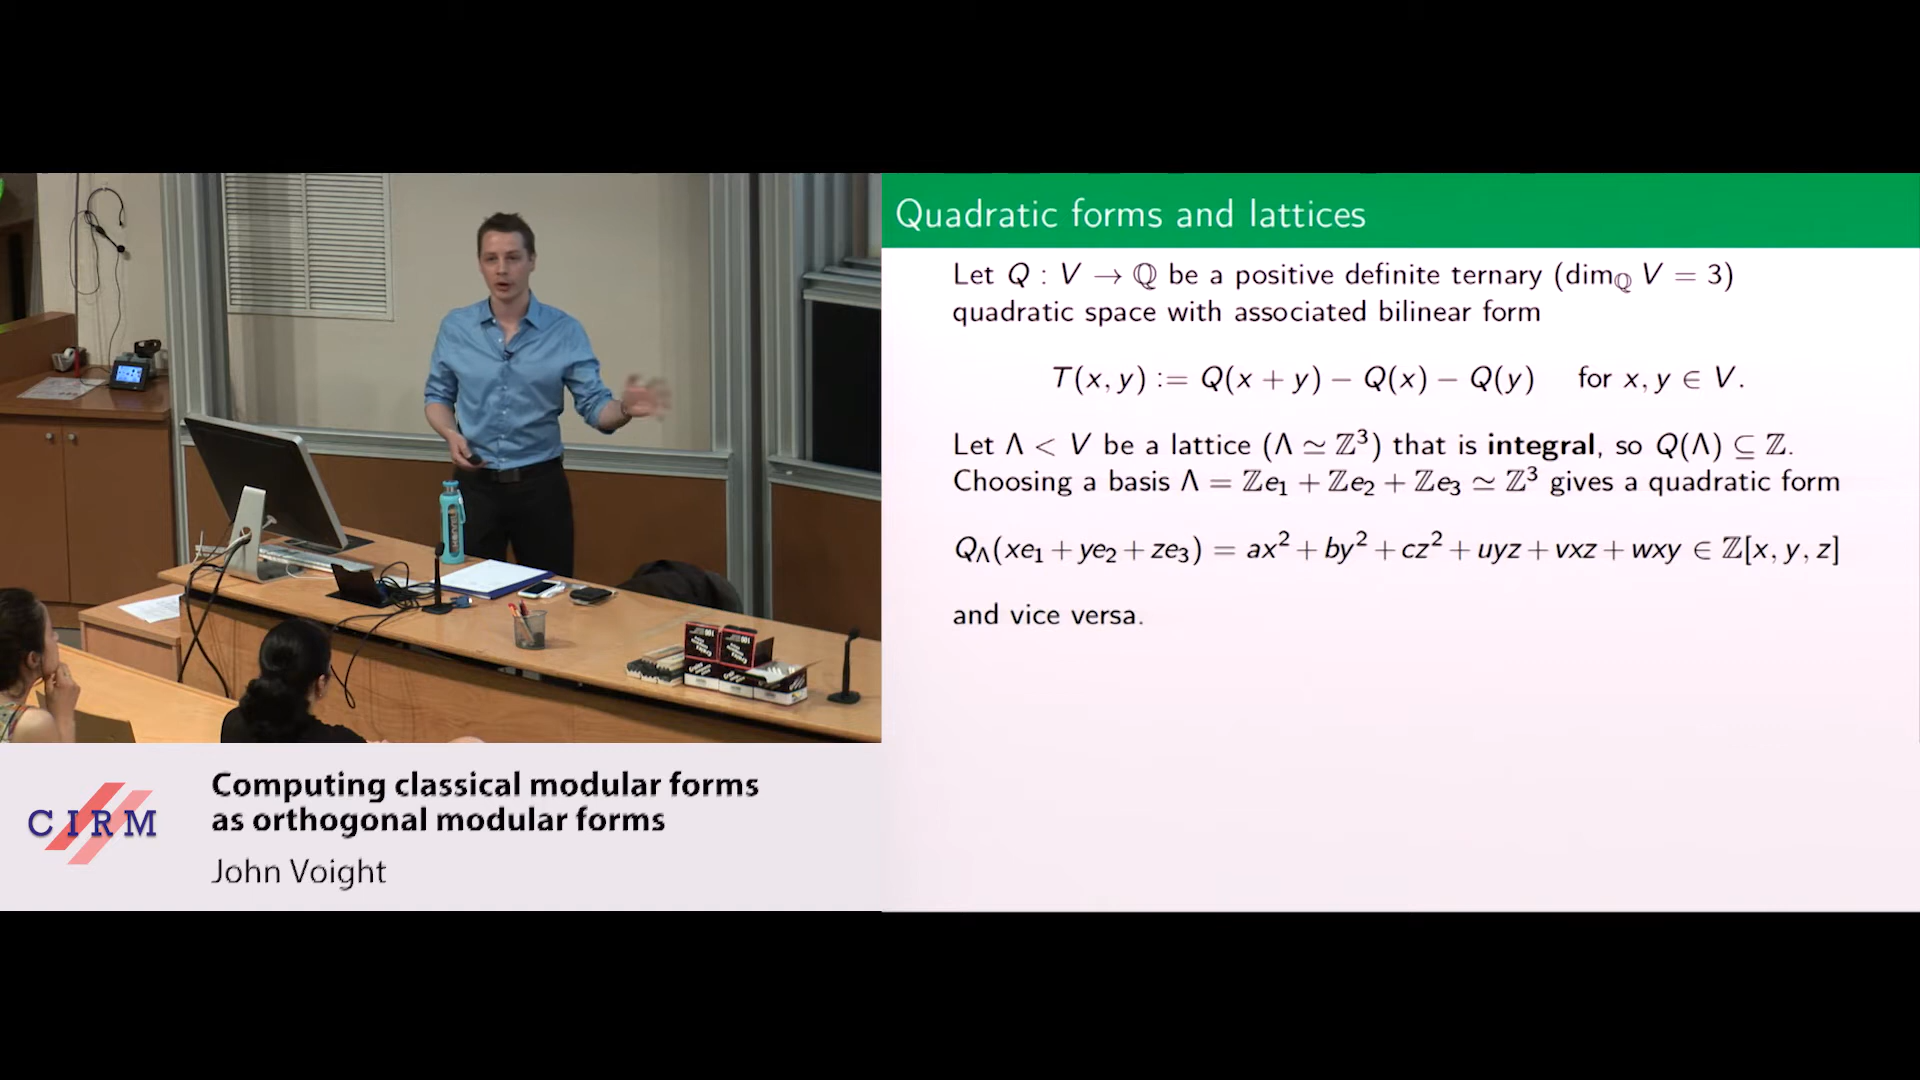 Quadratic forms and lattices
Let Q : V → ℚ be a positive definite ternary (dim_ℚ V = 3)
quadratic space with associated bilinear form
T(x, y) := Q(x + y) − Q(x) − Q(y) for x, y ∈ V.
Let Λ < V be a lattice (Λ ≃ ℤ³) that is integral, so Q(Λ) ⊆ ℤ.
Choosing a basis Λ = ℤe₁ + ℤe₂ + ℤe₃ ≃ ℤ³ gives a quadratic form
Q_Λ(xe₁ + ye₂ + ze₃) = ax² + by² + cz² + uyz + vxz + wxy ∈ ℤ[x, y, z]
and vice versa.
CIRM
Computing classical modular forms
as orthogonal modular forms
John Voight